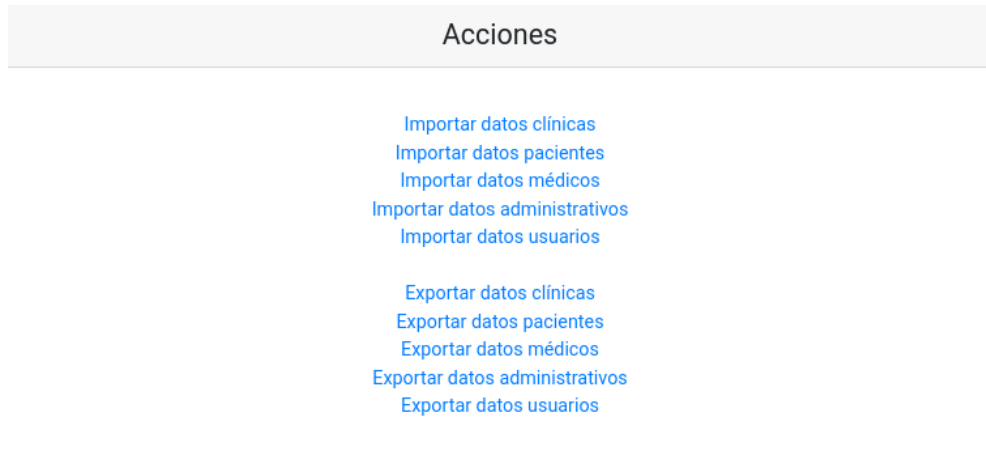 Acciones
Importar datos clínicas
Importar datos pacientes
Importar datos médicos
Importar datos administrativos
Importar datos usuarios
Exportar datos clínicas
Exportar datos pacientes
Exportar datos médicos
Exportar datos administrativos
Exportar datos usuarios